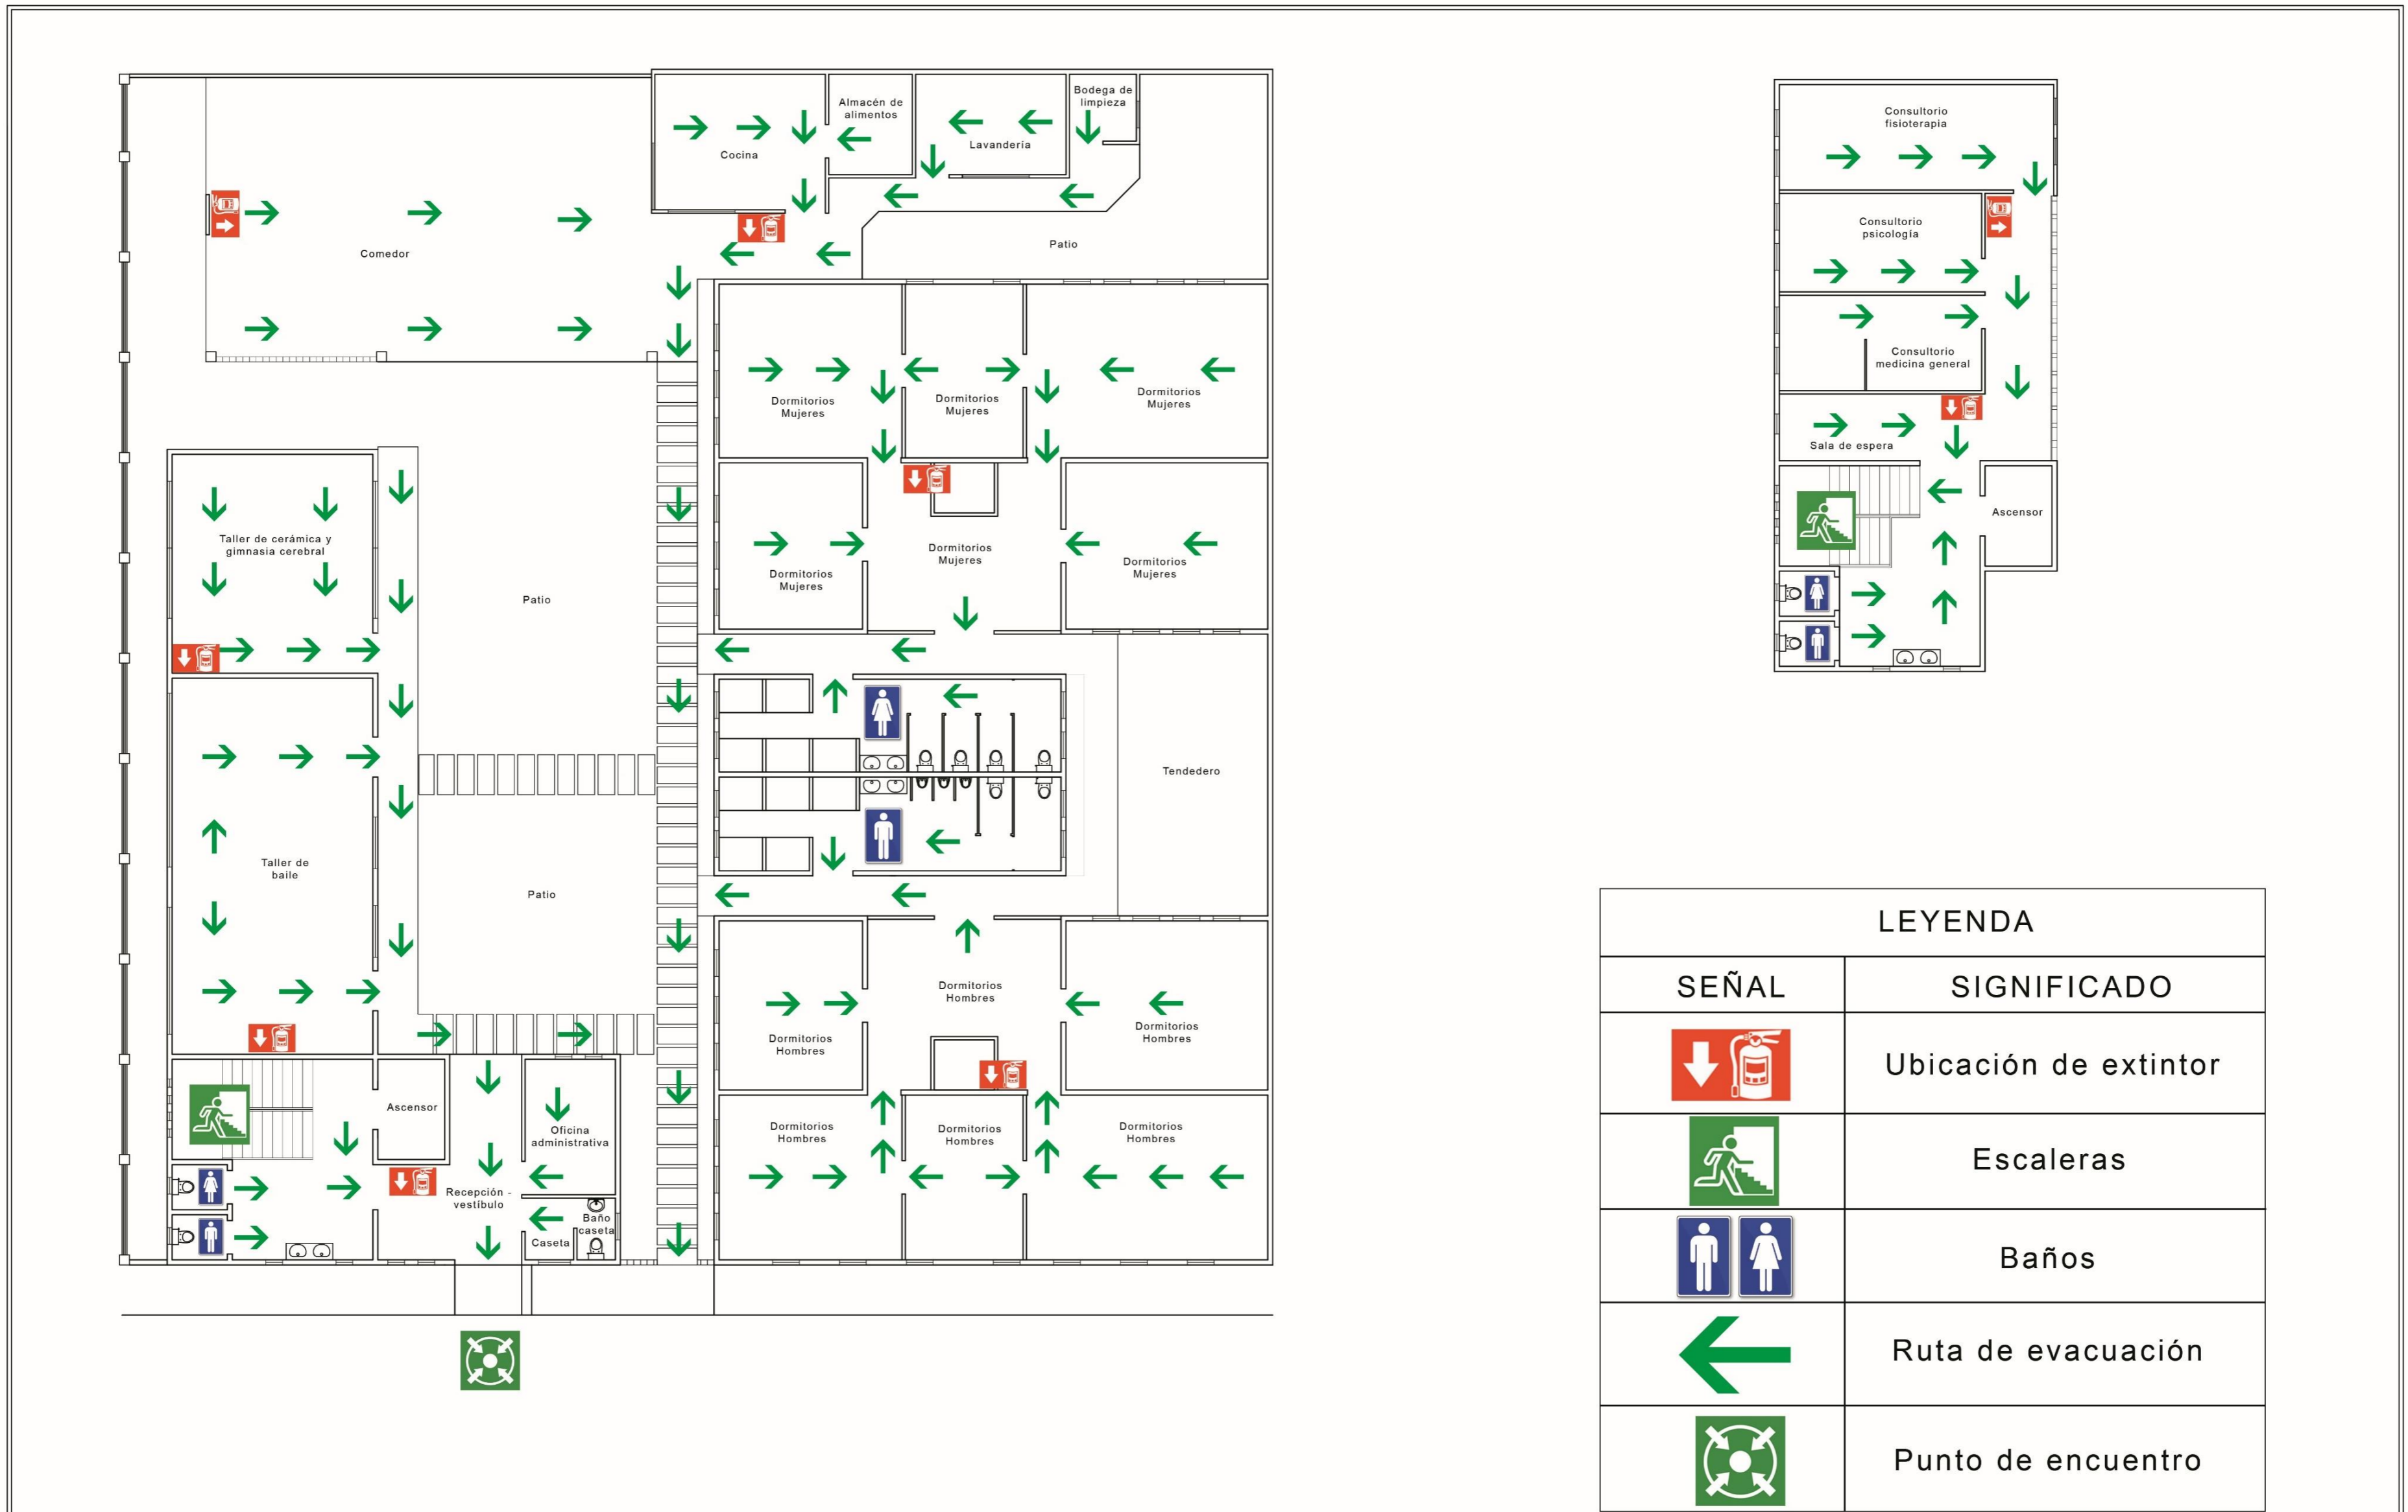 Almacén de
alimentos
Bodega de
limpieza
Cocina
Lavandería
Comedor
Patio
Dormitorios
Mujeres
Dormitorios
Mujeres
Dormitorios
Mujeres
Taller de cerámica y
gimnasia cerebral
Dormitorios
Mujeres
Dormitorios
Mujeres
Dormitorios
Mujeres
Patio
Tendedero
Taller de
baile
Patio
Dormitorios
Hombres
Dormitorios
Hombres
Dormitorios
Hombres
Ascensor
Oficina
administrativa
Dormitorios
Hombres
Dormitorios
Hombres
Dormitorios
Hombres
Recepción -
vestíbulo
Baño
caseta
Caseta
Consultorio
fisioterapia
Consultorio
psicología
Consultorio
medicina general
Sala de espera
Ascensor
LEYENDA
SEÑAL
SIGNIFICADO
Ubicación de extintor
Escaleras
Baños
Ruta de evacuación
Punto de encuentro